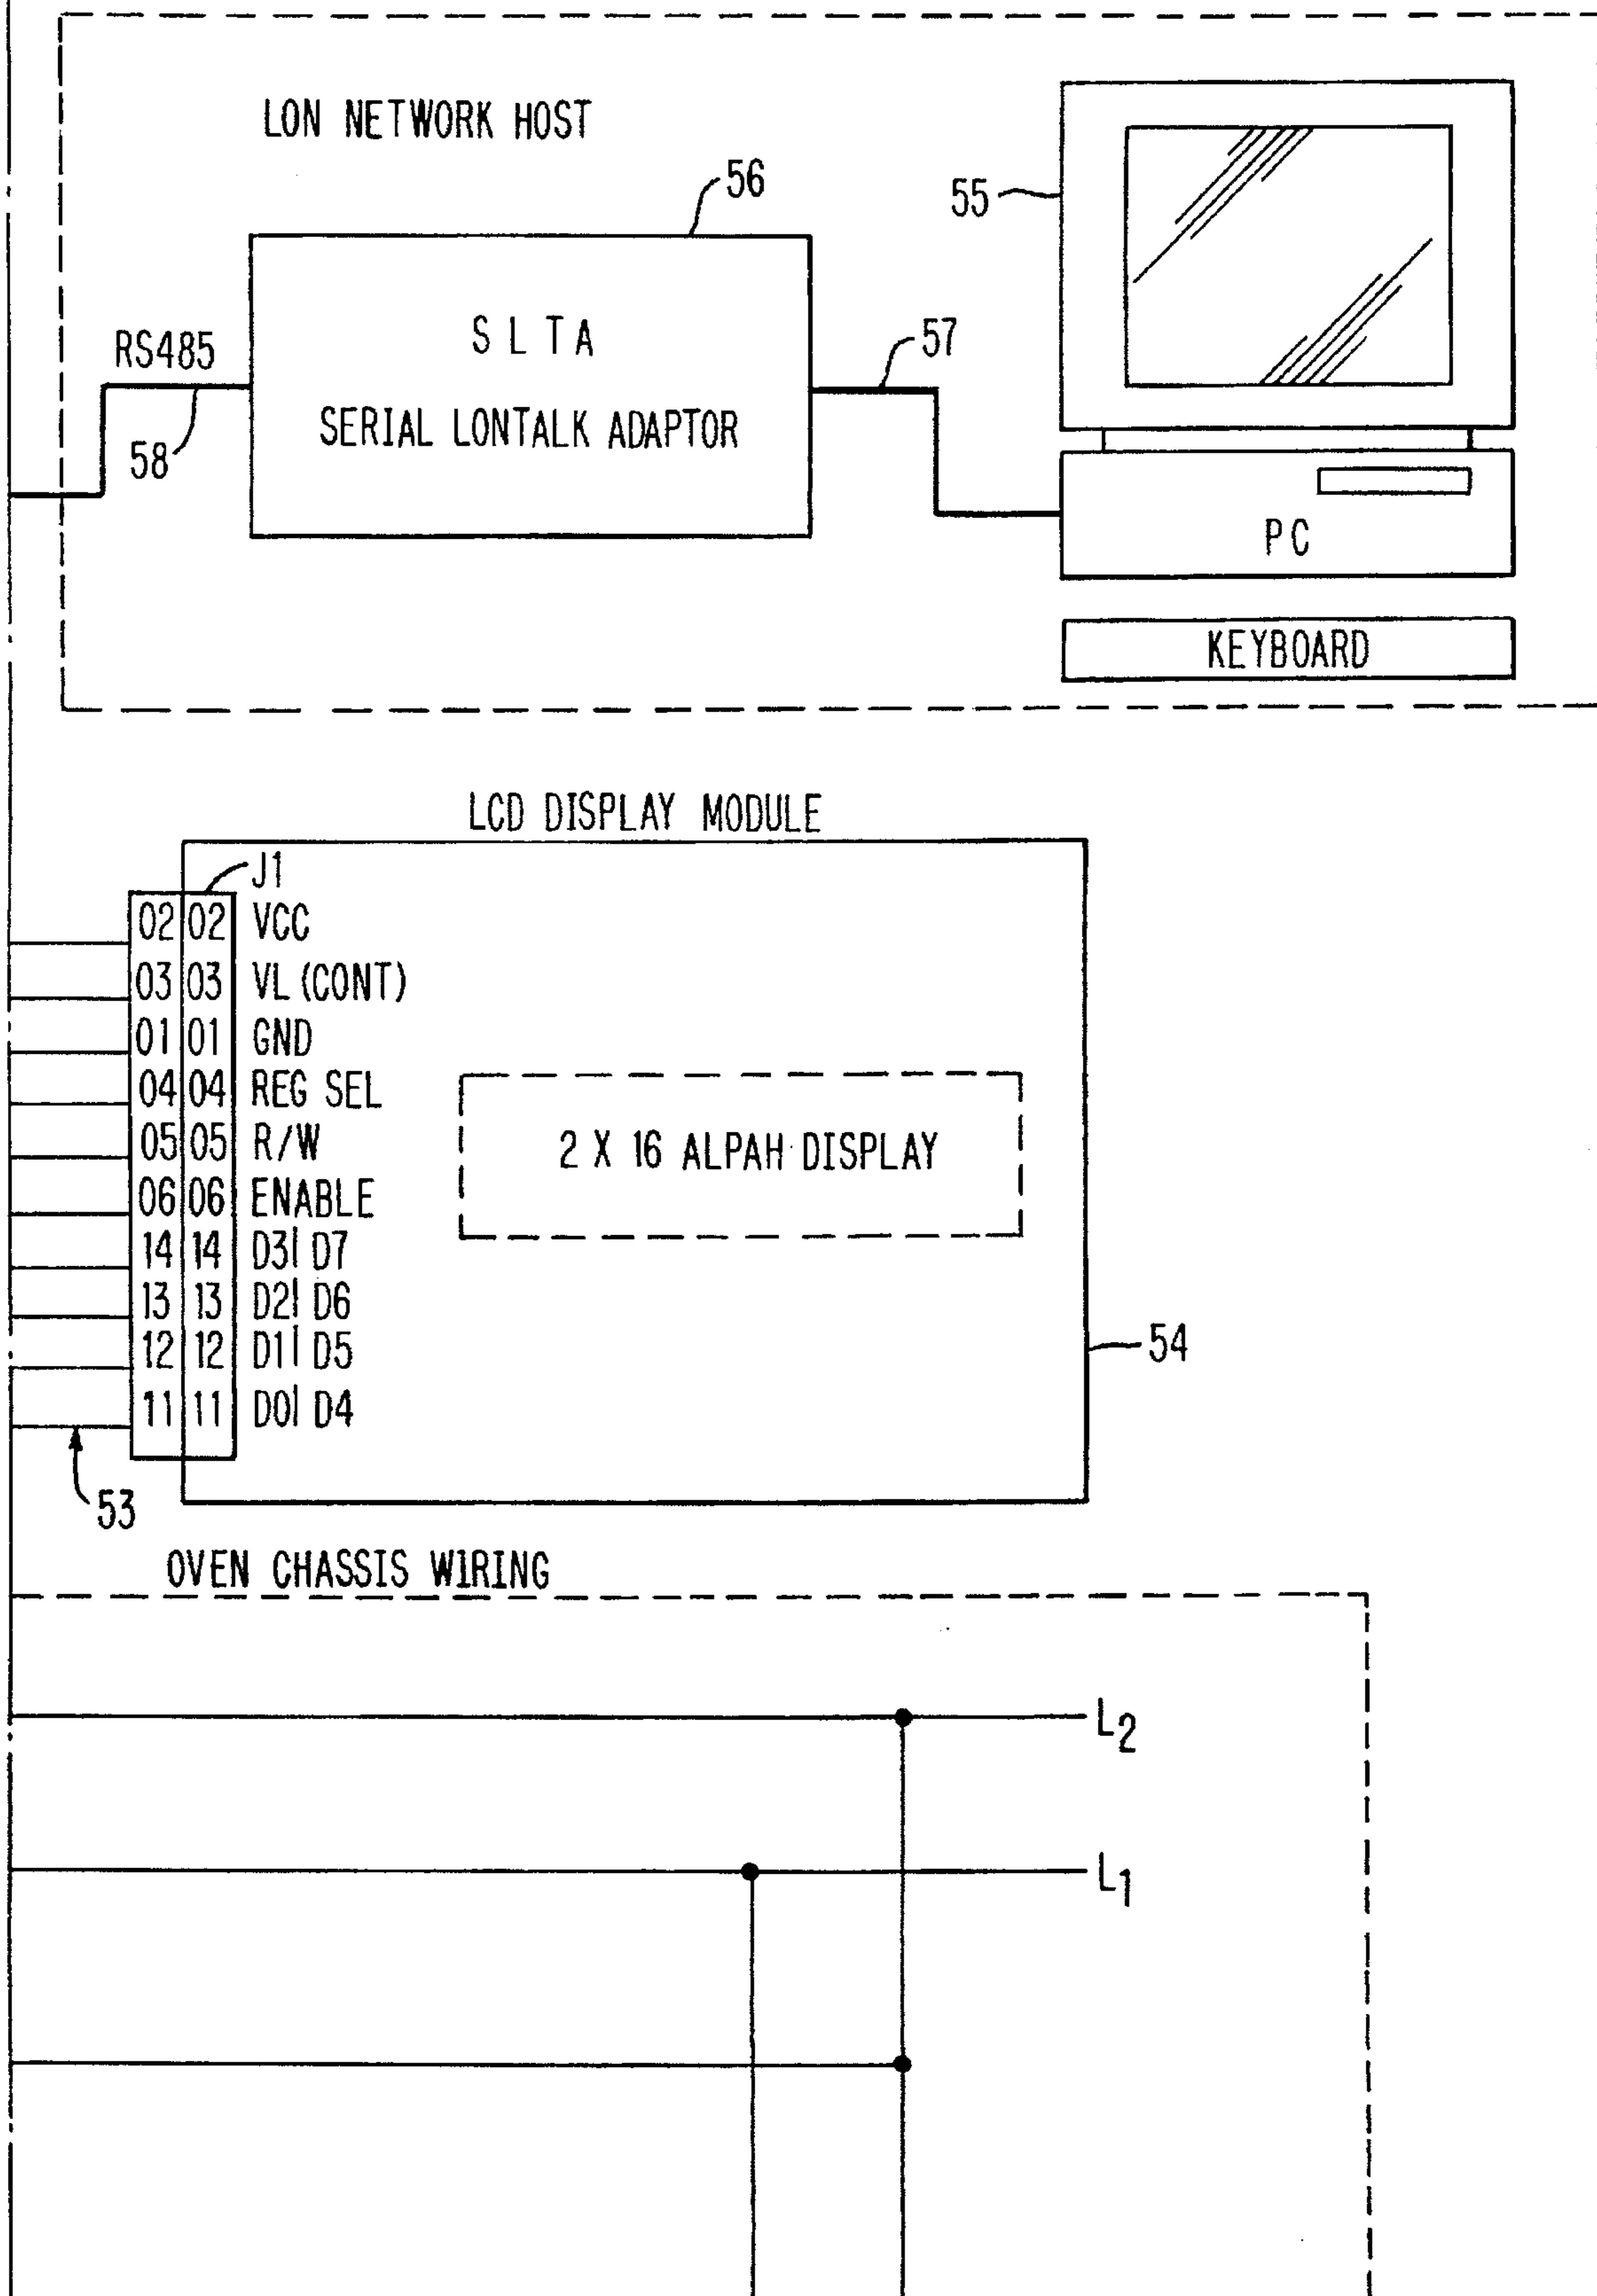 LON NETWORK HOST
56
55
RS485
58
S L T A
SERIAL LONTALK ADAPTOR
57
PC
KEYBOARD
LCD DISPLAY MODULE
J1
02 02 VCC
03 03 VL (CONT)
01 01 GND
04 04 REG SEL
05 05 R/W
06 06 ENABLE
14 14 D3| D7
13 13 D2| D6
12 12 D1| D5
11 11 D0| D4
2 X 16 ALPAH DISPLAY
54
53
OVEN CHASSIS WIRING
L2
L1